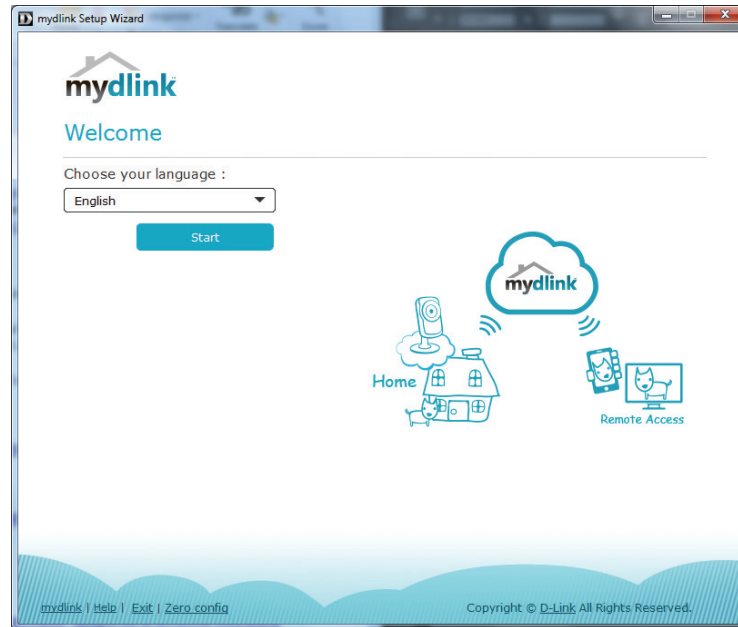 mydlink Setup Wizard
mydlink
Welcome
Choose your language :
English
Start
mydlink
Home
Remote Access
mydlink | Help | Exit | Zero config
Copyright © D-Link All Rights Reserved.